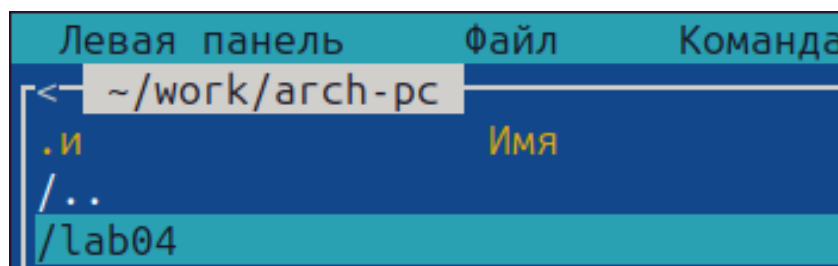 Левая панель Файл Команда
<─ ~/work/arch-pc
.и Имя
/..
/lab04